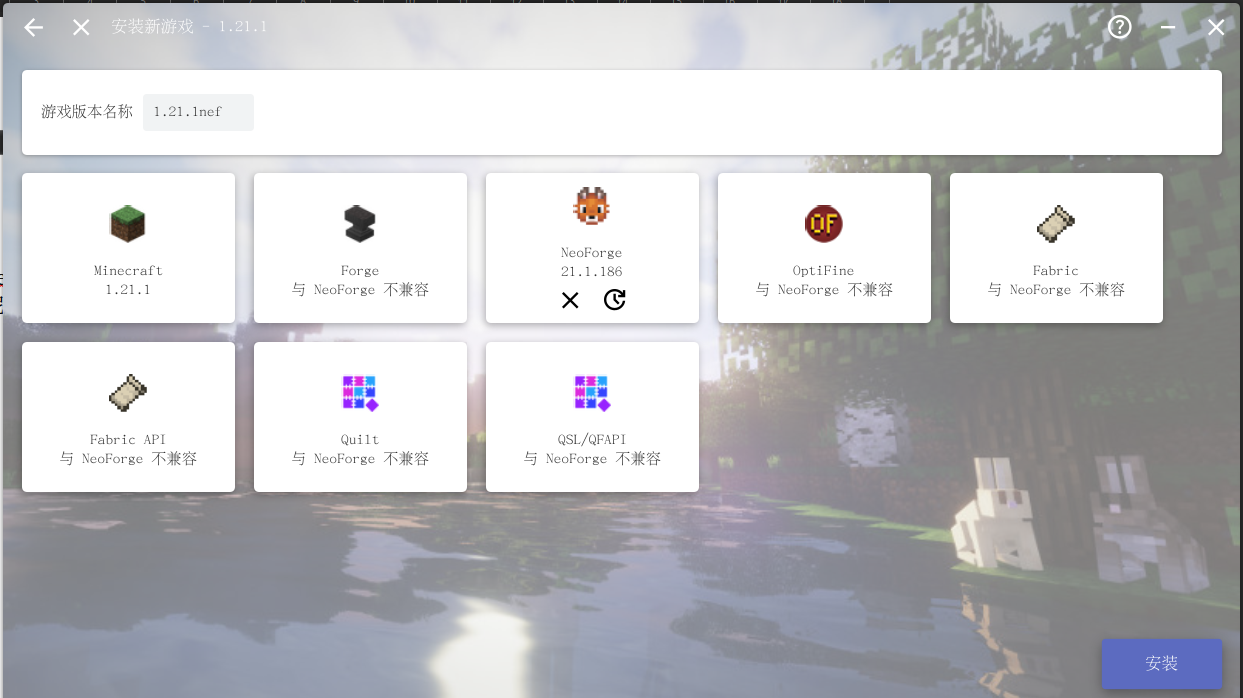 安装新游戏 - 1.21.1
游戏版本名称
1.21.1nef
Minecraft
1.21.1
Forge
与 NeoForge 不兼容
NeoForge
21.1.186
OptiFine
与 NeoForge 不兼容
Fabric
与 NeoForge 不兼容
Fabric API
与 NeoForge 不兼容
Quilt
与 NeoForge 不兼容
QSL/QFAPI
与 NeoForge 不兼容
安装